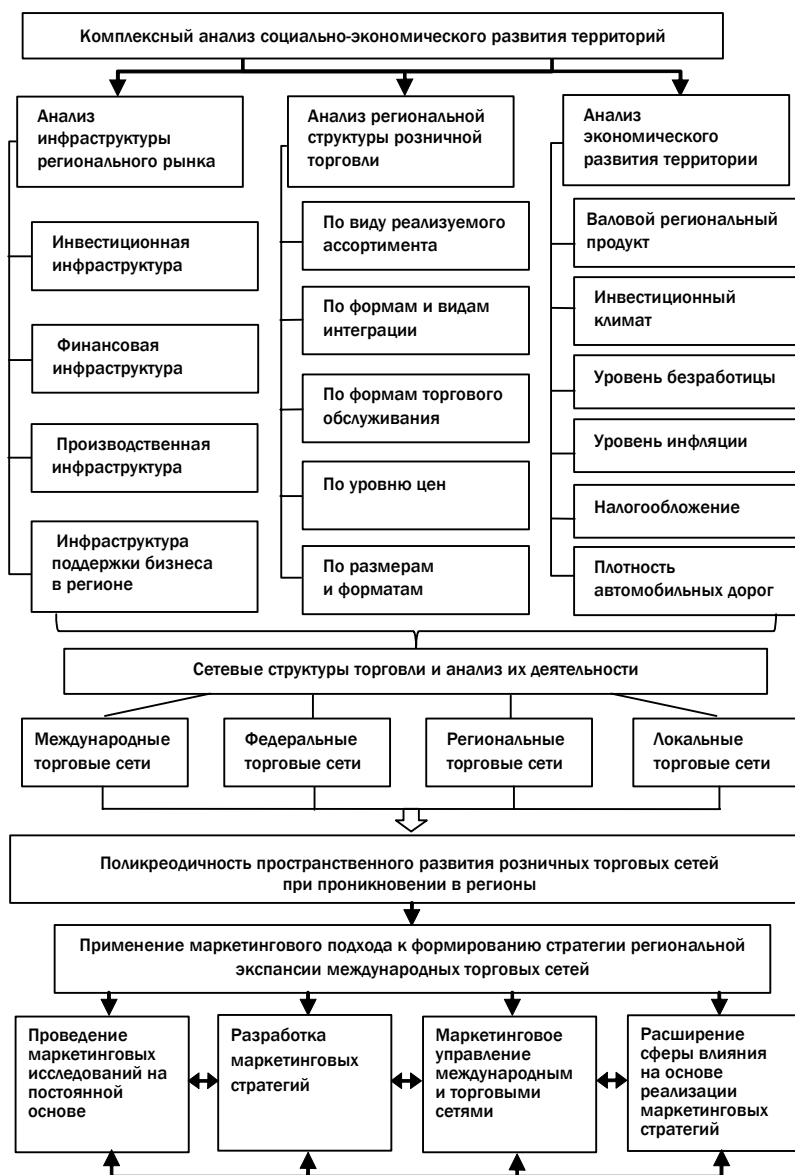 Комплексный анализ социально-экономического развития территорий
Анализ
инфраструктуры
регионального рынка
Инвестиционная
инфраструктура
Финансовая
инфраструктура
Производственная
инфраструктура
Инфраструктура
поддержки бизнеса
в регионе
Анализ региональной
структуры розничной
торговли
По виду реализуемого
ассортимента
По формам и видам
интеграции
По формам торгового
обслуживания
По уровню цен
По размерам
и форматам
Анализ
экономического
развития территории
Валовой региональный
продукт
Инвестиционный
климат
Уровень безработицы
Уровень инфляции
Налогообложение
Плотность
автомобильных дорог
Сетевые структуры торговли и анализ их деятельности
Международные
торговые сети
Федеральные
торговые сети
Региональные
торговые сети
Локальные
торговые сети
Поликреодичность пространственного развития розничных торговых сетей
при проникновении в регионы
Применение маркетингового подхода к формированию стратегии региональной
экспансии международных торговых сетей
Проведение
маркетинговых
исследований на
постоянной
основе
Разработка
маркетинговых
стратегий
Маркетинговое
управление
международным
и торговыми
сетями
Расширение
сферы влияния
на основе
реализации
маркетинговых
стратегий